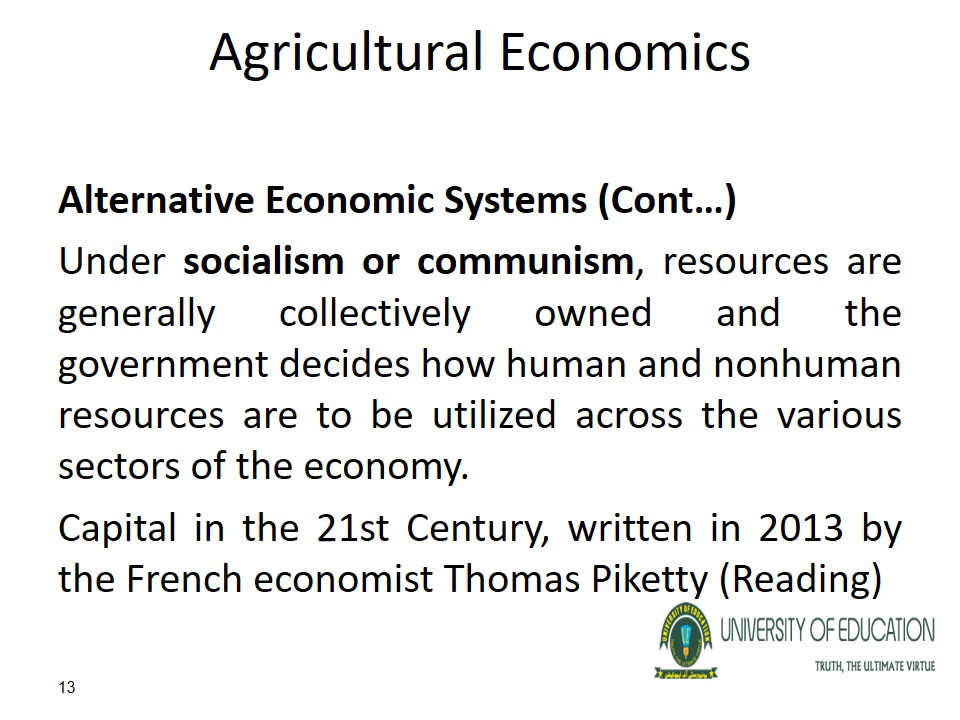 Agricultural Economics
Alternative Economic Systems (Cont…)
Under socialism or communism, resources are
generally collectively owned and the
government decides how human and nonhuman
resources are to be utilized across the various
sectors of the economy.
Capital in the 21st Century, written in 2013 by
the French economist Thomas Piketty (Reading)
UNIVERSITY OF EDUCATION
UNIVERSITY OF EDUCATION
TRUTH, THE ULTIMATE VIRTUE
13